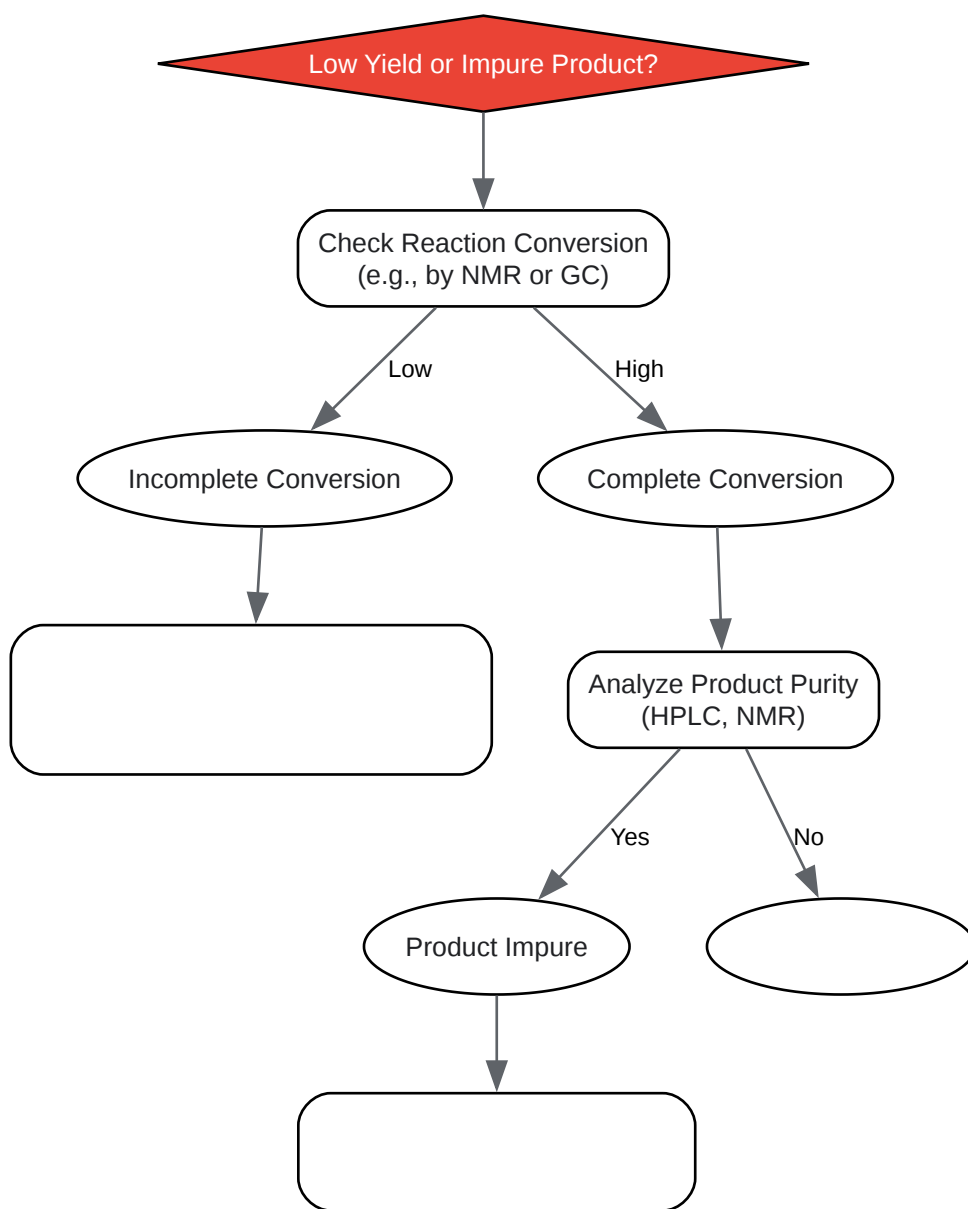 Low Yield or Impure Product?
Check Reaction Conversion
(e.g., by NMR or GC)
Low
High
Incomplete Conversion
Complete Conversion
Analyze Product Purity
(HPLC, NMR)
Yes
No
Product Impure